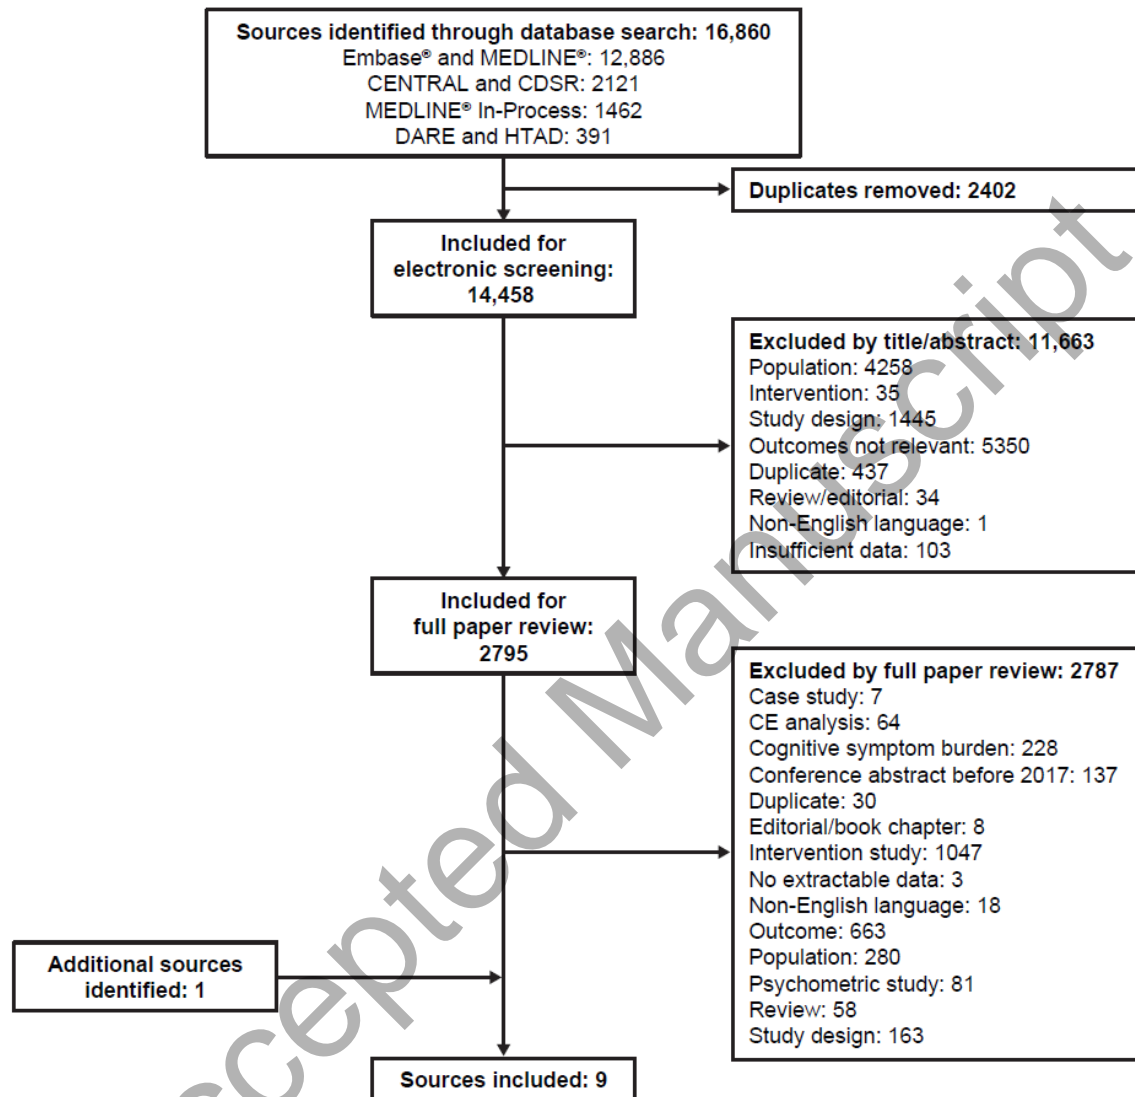 Sources identified through database search: 16,860
Embase® and MEDLINE®: 12,886
CENTRAL and CDSR: 2121
MEDLINE® In-Process: 1462
DARE and HTAD: 391
Duplicates removed: 2402
Included for
electronic screening:
14,458
Excluded by title/abstract: 11,663
Population: 4258
Intervention: 35
Study design: 1445
Outcomes not relevant: 5350
Duplicate: 437
Review/editorial: 34
Non-English language: 1
Insufficient data: 103
Included for
full paper review:
2795
Excluded by full paper review: 2787
Case study: 7
CE analysis: 64
Cognitive symptom burden: 228
Conference abstract before 2017: 137
Duplicate: 30
Editorial/book chapter: 8
Intervention study: 1047
No extractable data: 3
Non-English language: 18
Outcome: 663
Population: 280
Psychometric study: 81
Review: 58
Study design: 163
Additional sources
identified: 1
Sources included: 9
ccepted Manuscript